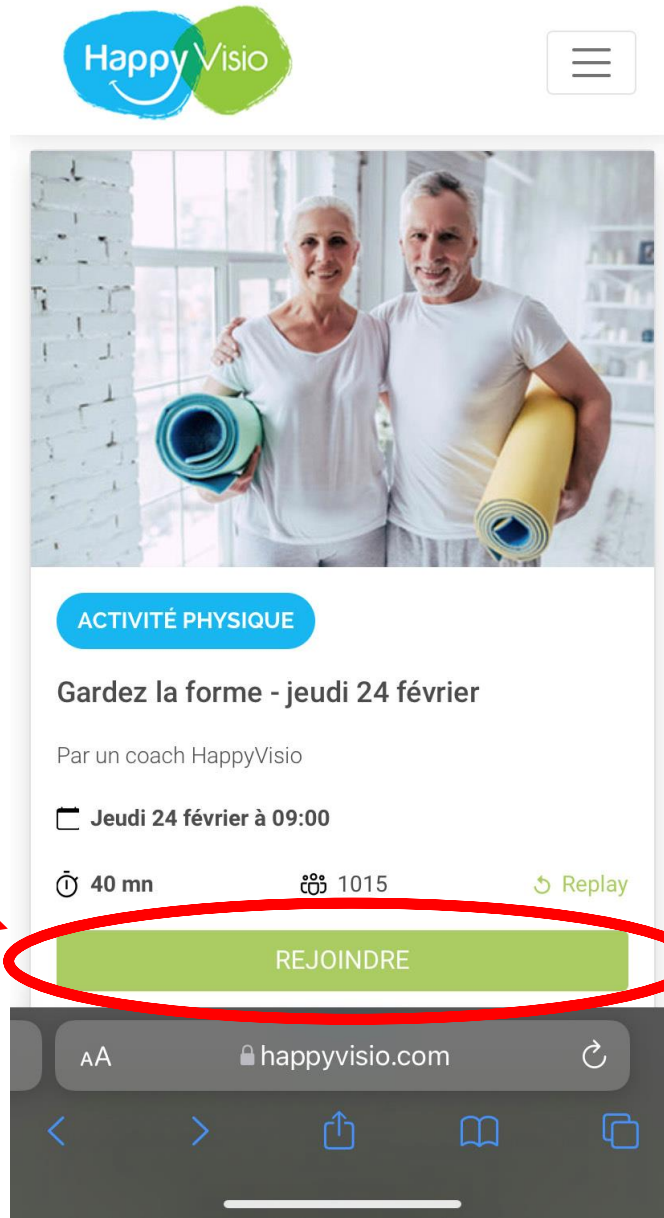 Happy Visio
ACTIVITÉ PHYSIQUE
Gardez la forme - jeudi 24 février
Par un coach HappyVisio
Jeudi 24 février à 09:00
40 mn 1015 Replay
REJOINDRE
AA happyvisio.com